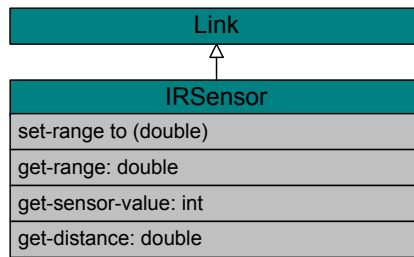 Link
IRSensor
set-range to (double)
get-range: double
get-sensor-value: int
get-distance: double